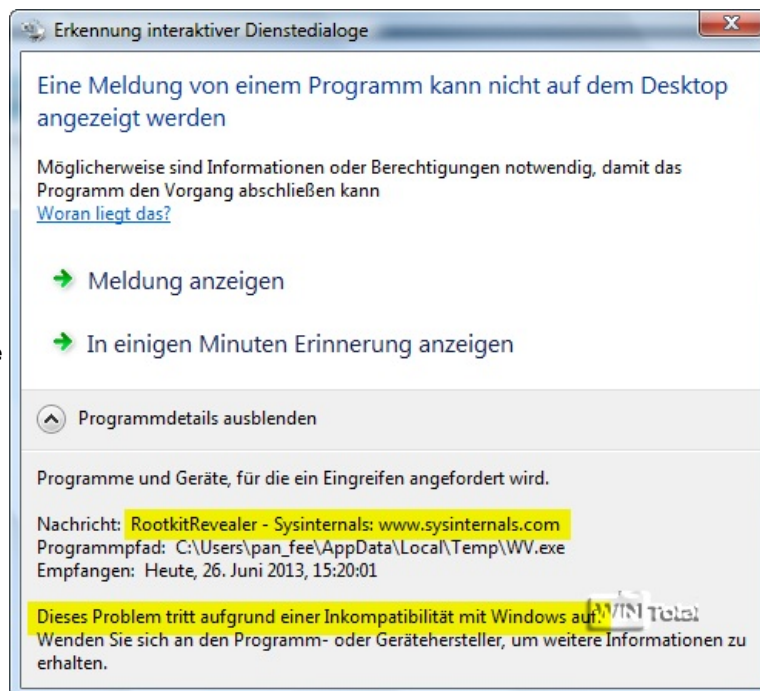 Erkennung interaktiver Dienstedialoge
Eine Meldung von einem Programm kann nicht auf dem Desktop
angezeigt werden
Möglicherweise sind Informationen oder Berechtigungen notwendig, damit das
Programm den Vorgang abschließen kann
Woran liegt das?
Meldung anzeigen
In einigen Minuten Erinnerung anzeigen
Programmdetails ausblenden
Programme und Geräte, für die ein Eingreifen angefordert wird.
Nachricht: RootkitRevealer - Sysinternals: www.sysinternals.com
Programmpfad: C:\Users\pan_fee\AppData\Local\Temp\WV.exe
Empfangen: Heute, 26. Juni 2013, 15:20:01
Dieses Problem tritt aufgrund einer Inkompatibilität mit Windows auf.
WIN Total
Wenden Sie sich an den Programm- oder Gerätehersteller, um weitere Informationen zu
erhalten.